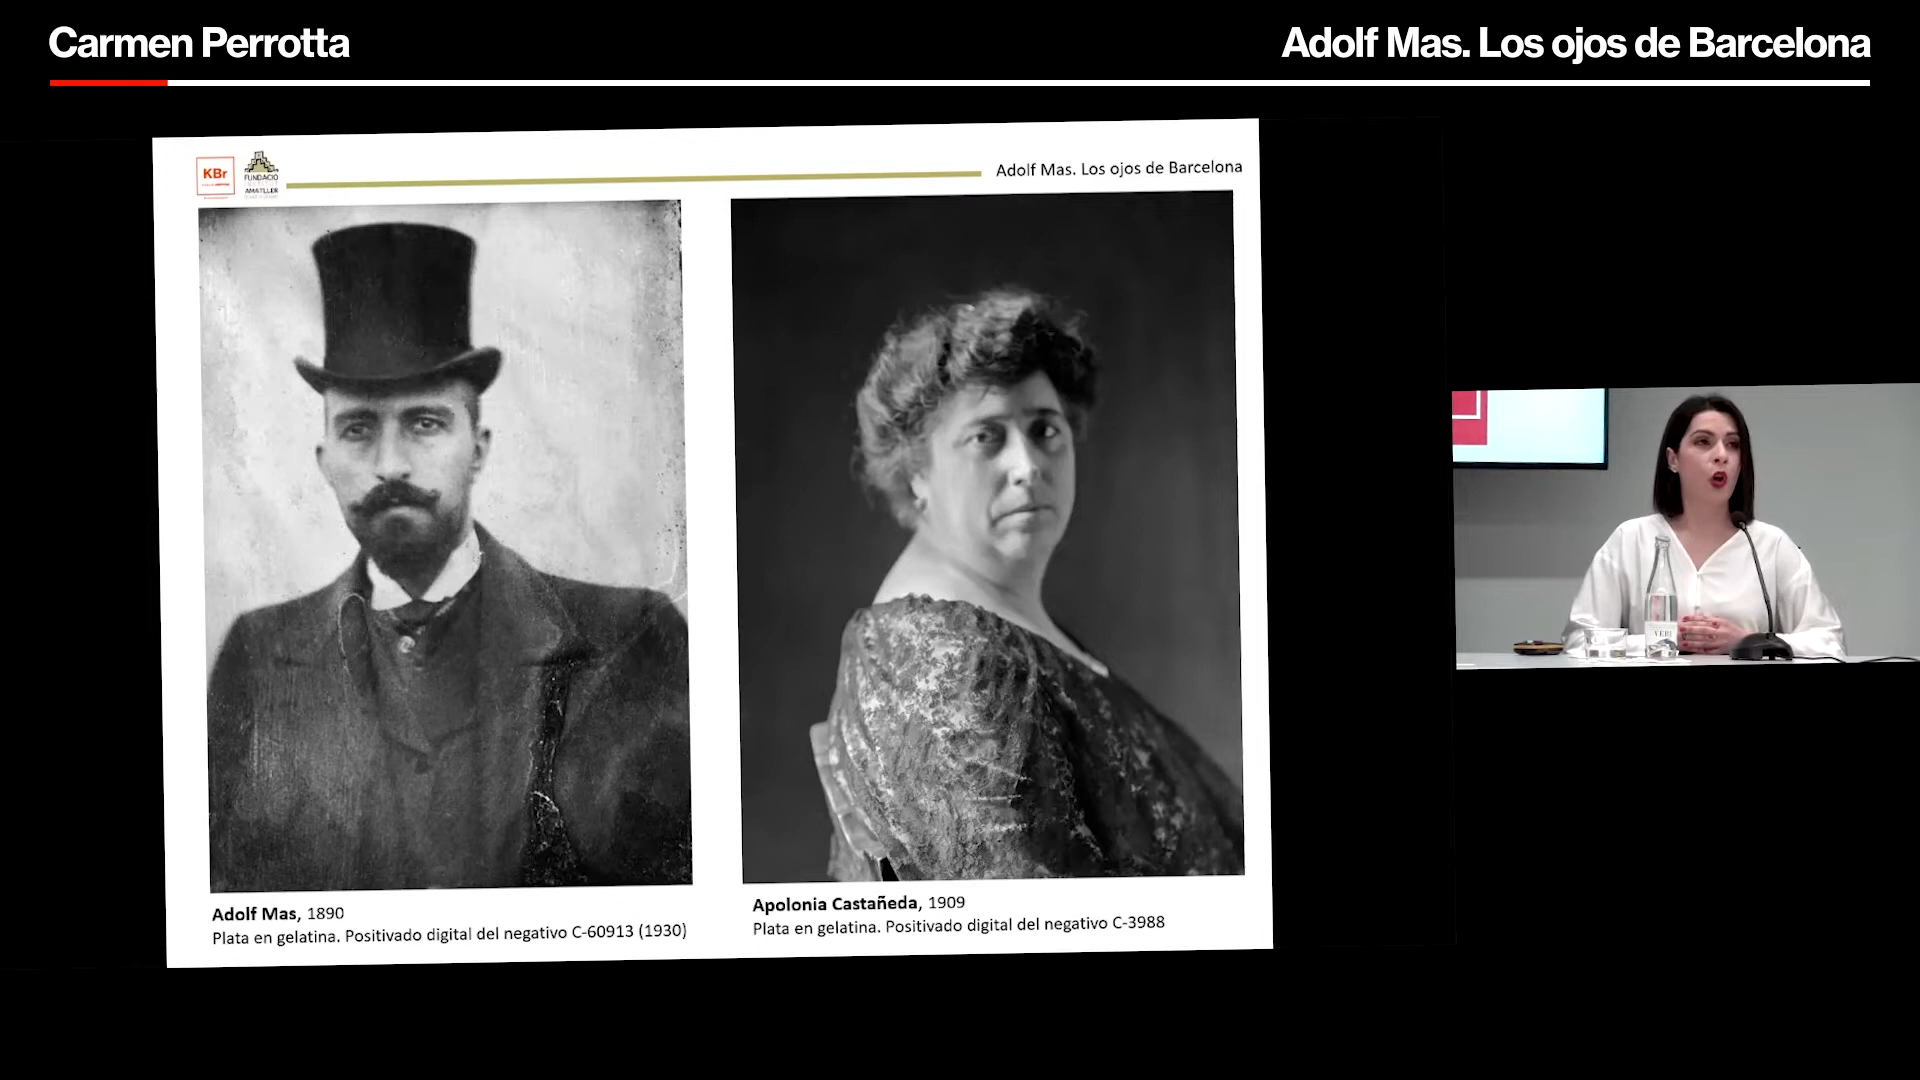 Carmen Perrotta
Adolf Mas. Los ojos de Barcelona
KBr
FUNDACIÓ
INSTITUT
AMATLLER
Adolf Mas. Los ojos de Barcelona
Adolf Mas, 1890
Plata en gelatina. Positivado digital del negativo C-60913 (1930)
Apolonia Castañeda, 1909
Plata en gelatina. Positivado digital del negativo C-3988
VERI